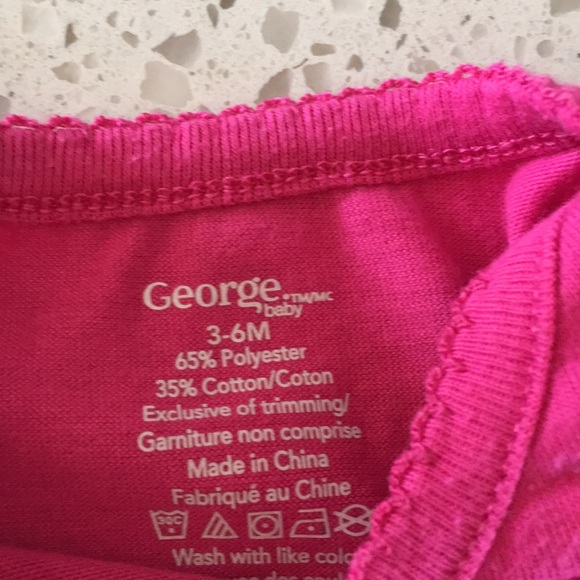 George.TM/MC
baby
3-6M
65% Polyester
35% Cotton/Coton
Exclusive of trimming/
Garniture non comprise
Made in China
Fabriqué au Chine
30C
Wash with like